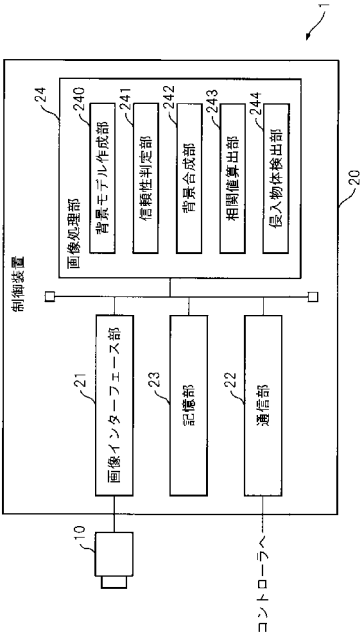 1
制御装置
20
画像処理部
24
背景モデル作成部
240
信頼性判定部
241
背景合成部
242
相関値算出部
243
侵入物体検出部
244
画像インターフェース部
21
記憶部
23
通信部
22
10
コントローラへ